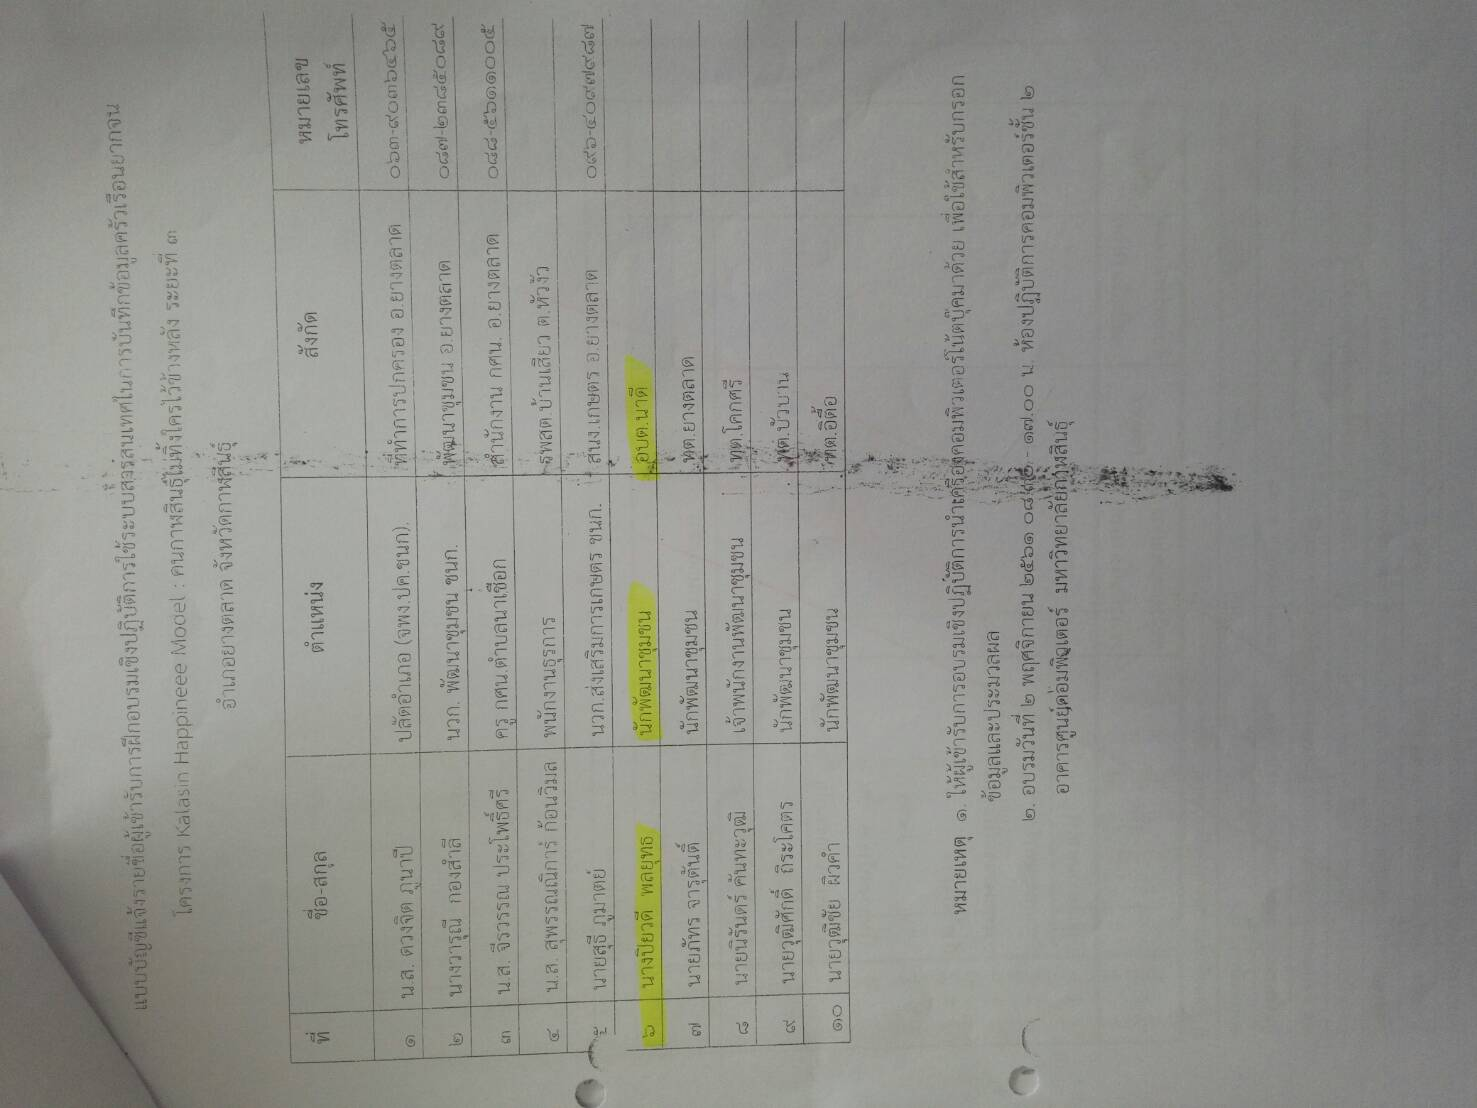 แบบบัญชีแจ้งรายชื่อผู้เข้ารับการฝึกอบรมเชิงปฏิบัติการใช้ระบบสารสนเทศในการบันทึกข้อมูลครัวเรือนยากจน
โครงการ Kalasin Happineee Mooel : คนกาฬสินธุ์ไม่ทิ้งใครไว้ข้างหลัง ระยะที่ ๓
อำเภอยางตลาด จังหวัดกาฬสินธุ์
ที่ ชื่อ-สกุล ตำแหน่ง สังกัด หมายเลข
โทรศัพท์
๑ น.ส. ดวงจิต ภูนาปี ปลัดอำเภอ (จพง.ปค.ชนก). ที่ทำการปกครอง อ.ยางตลาด ๐๖๓-๙๐๓๖๔๖๕
๒ นางวารุณี กองสำลี นวก. พัฒนาชุมชน ชนก. พัฒนาชุมชน อ.ยางตลาด ๐๘๗-๒๓๘๕๐๘๙
๓ น.ส. จีรวรรณ ประโพธิ์ศรี ครู กศน.ตำบลนาเชือก สำนักงาน กศน. อ.ยางตลาด ๐๘๘-๕๖๑๑๐๐๕
๔ น.ส. สุพรรณณิการ์ ก้อนวิมล พนักงานธุรการ รพสต.บ้านเสียว ต.หัวงัว
๕ นายสุธี ภูมาตย์ นวก.ส่งเสริมการเกษตร ชนก. สนง.เกษตร อ.ยางตลาด ๐๙๖-๔๐๙๗๙๘๗
๖ นางปิยวดี พลยุทธ นักพัฒนาชุมชน อบต.นาดี
๗ นายภัทร จารุตันติ์ นักพัฒนาชุมชน ทต.ยางตลาด
๘ นายนิรันดร์ คันทะวุฒิ เจ้าพนักงานพัฒนาชุมชน ทต.โคกศรี
๙ นายวุฒิศักดิ์ ถิระโคตร นักพัฒนาชุมชน ทต.บัวบาน
๑๐ นายวุฒิชัย ผิวคำ นักพัฒนาชุมชน ทต.อิตื้อ
หมายเหตุ ๑. ให้ผู้เข้ารับการอบรมเชิงปฏิบัติการนำเครื่องคอมพิวเตอร์โน้ตบุ๊คมาด้วย เพื่อใช้สำหรับกรอก
ข้อมูลและประมวลผล
๒. อบรมวันที่ ๒ พฤศจิกายน ๒๕๖๑ ๐๘.๓๐ - ๑๗.๐๐ น. ห้องปฏิบัติการคอมพิวเตอร์ชั้น ๒
อาคารศูนย์คอมพิวเตอร์ มหาวิทยาลัยกาฬสินธุ์